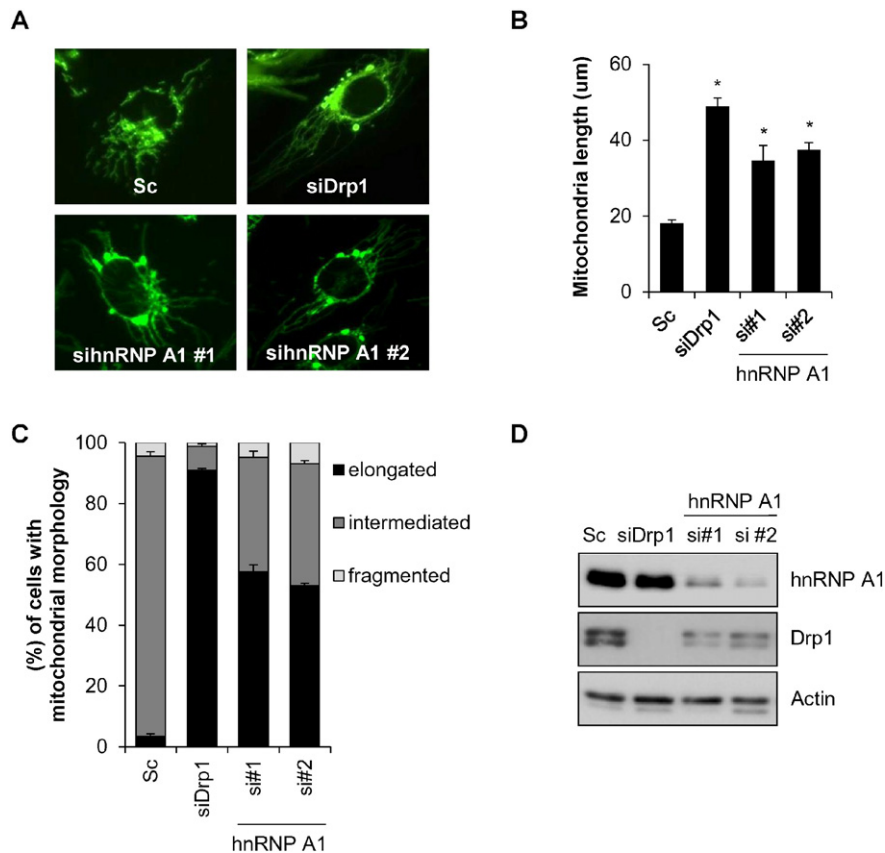 A
Sc
siDrp1
sihnRNP A1 #1
sihnRNP A1 #2
B
Mitochondria length (um)
60
40
20
0
*
*
*
Sc
siDrp1
si#1
si#2
hnRNP A1
C
(%) of cells with
mitochondrial morphology
100
80
60
40
20
0
elongated
intermediated
fragmented
Sc
siDrp1
si#1
si#2
hnRNP A1
D
hnRNP A1
Sc siDrp1 si#1 si #2
hnRNP A1
Drp1
Actin